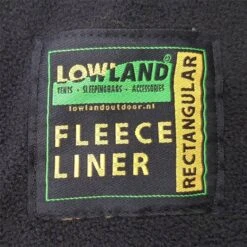 LOWLAND®
TENTS • SLEEPINGBAGS • ACCESSORIES
lowlandoutdoor.nl
FLEECE
LINER
RECTANGULAR